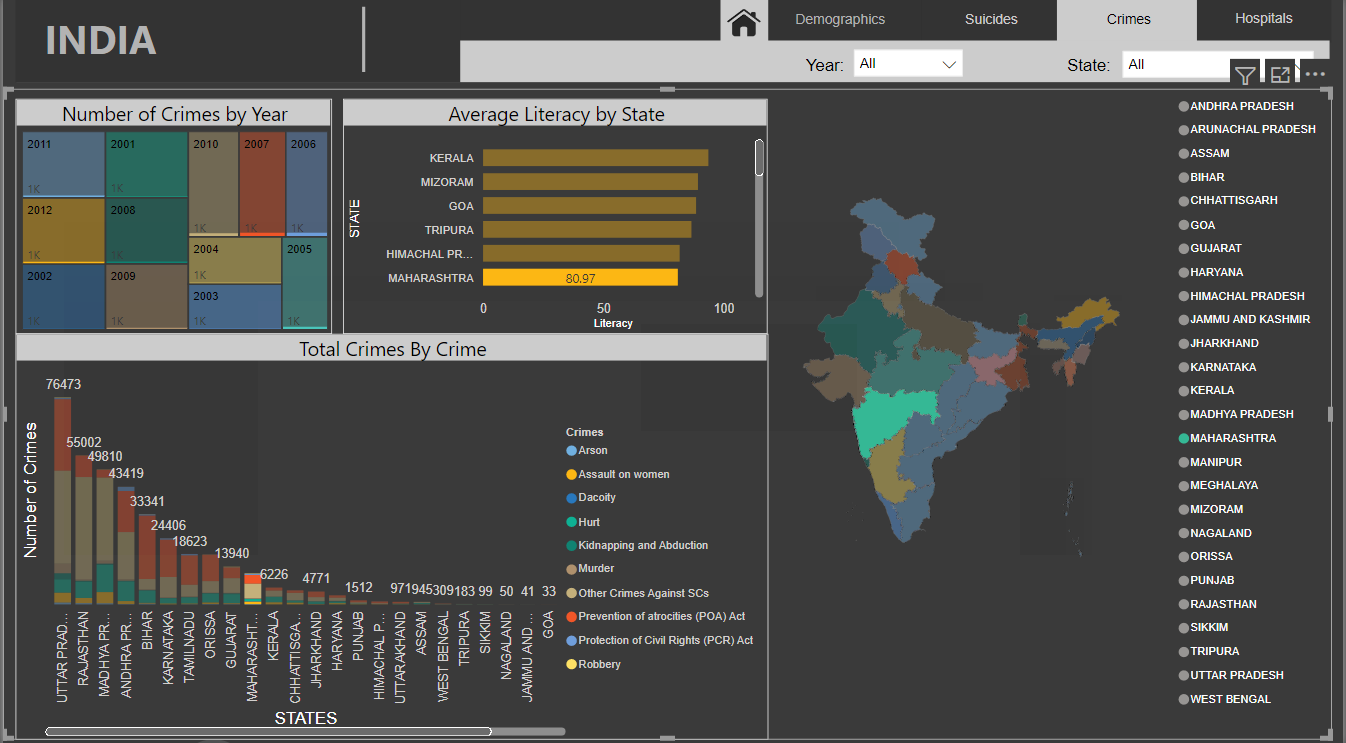 INDIA
Demographics
Suicides
Crimes
Hospitals
Year:
All
State:
All
Number of Crimes by Year
2011
1K
2001
1K
2010
1K
2007
1K
2006
1K
2012
1K
2008
1K
2004
1K
2005
1K
2002
1K
2009
1K
2003
1K
Average Literacy by State
STATE
KERALA
MIZORAM
GOA
TRIPURA
HIMACHAL PR...
MAHARASHTRA
80.97
0
50
100
Literacy
Total Crimes By Crime
Number of Crimes
76473
55002
49810
43419
33341
24406
18623
13940
6226
4771
1512
971
945
309
183
99
50
41
33
UTTAR PRAD...
RAJASTHAN
MADHYA PR...
ANDHRA PR...
BIHAR
KARNATAKA
TAMILNADU
ORISSA
GUJARAT
MAHARASHT...
KERALA
CHHATTISGA...
JHARKHAND
HARYANA
PUNJAB
HIMACHAL P...
UTTARAKHAND
ASSAM
WEST BENGAL
TRIPURA
SIKKIM
NAGALAND
JAMMU AND ...
GOA
STATES
Crimes
Arson
Assault on women
Dacoity
Hurt
Kidnapping and Abduction
Murder
Other Crimes Against SCs
Prevention of atrocities (POA) Act
Protection of Civil Rights (PCR) Act
Robbery
ANDHRA PRADESH
ARUNACHAL PRADESH
ASSAM
BIHAR
CHHATTISGARH
GOA
GUJARAT
HARYANA
HIMACHAL PRADESH
JAMMU AND KASHMIR
JHARKHAND
KARNATAKA
KERALA
MADHYA PRADESH
MAHARASHTRA
MANIPUR
MEGHALAYA
MIZORAM
NAGALAND
ORISSA
PUNJAB
RAJASTHAN
SIKKIM
TRIPURA
UTTAR PRADESH
WEST BENGAL